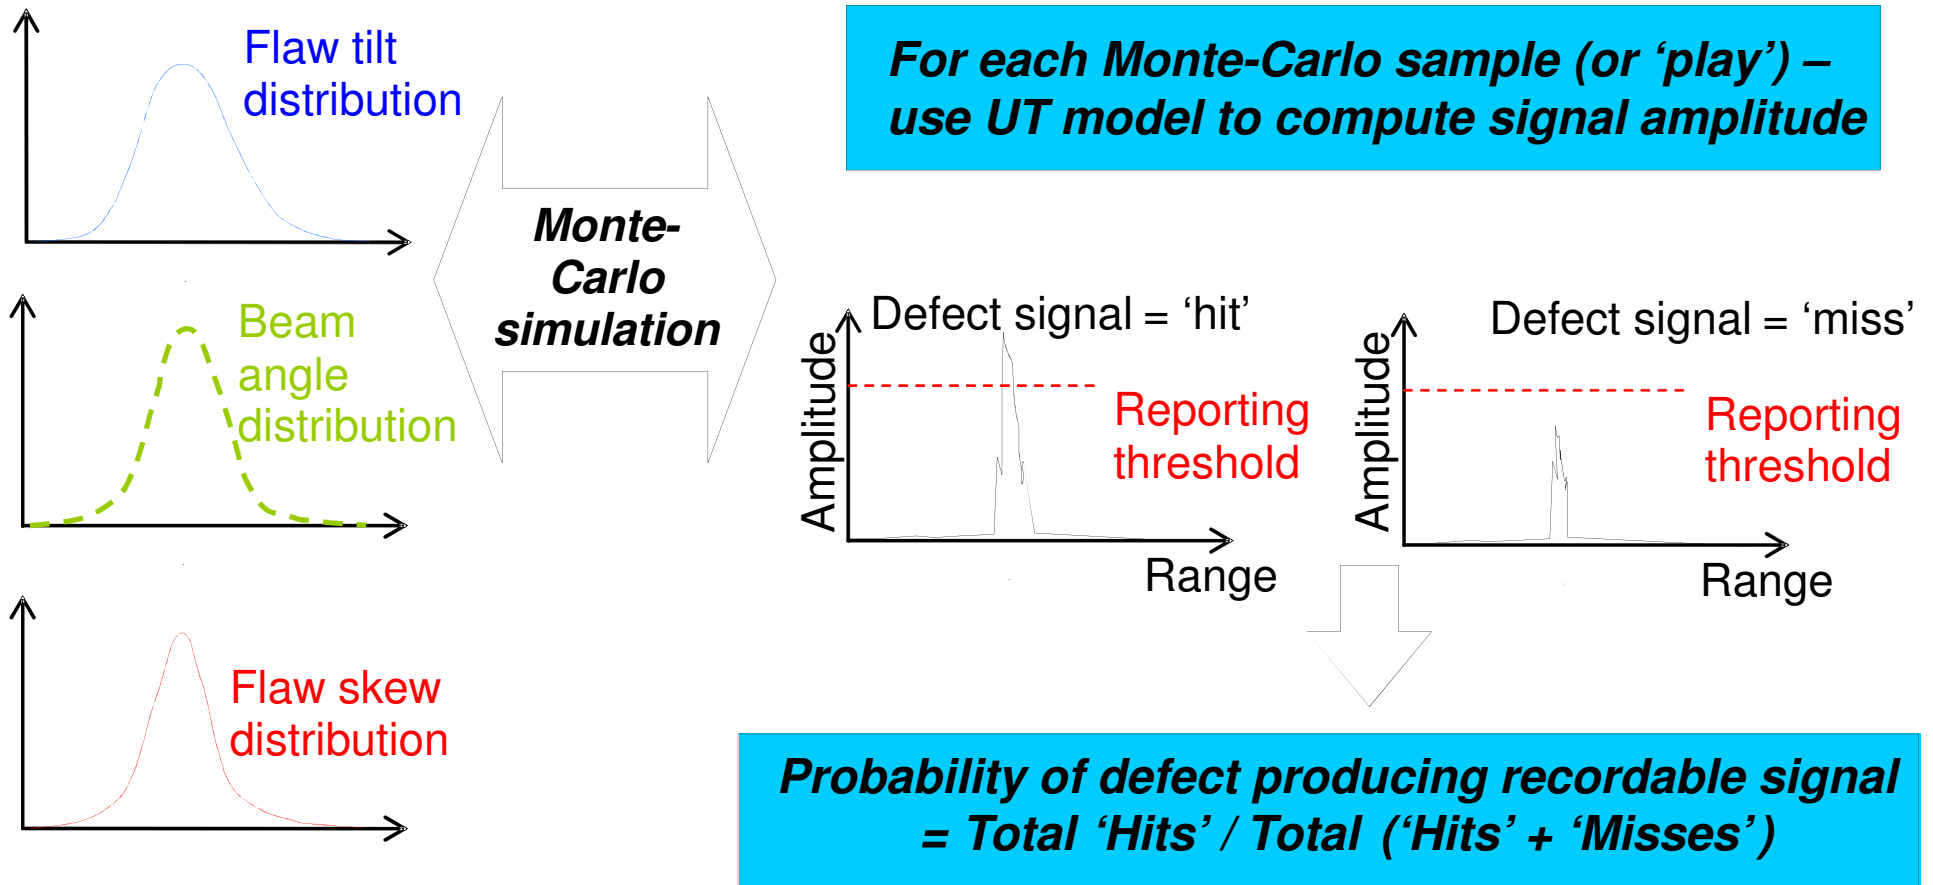 Flaw tilt
distribution
For each Monte-Carlo sample (or ‘play’) –
use UT model to compute signal amplitude
Monte-
Carlo
simulation
Beam
angle
distribution
Defect signal = ‘hit’
Amplitude
Reporting
threshold
Range
Defect signal = ‘miss’
Amplitude
Reporting
threshold
Range
Flaw skew
distribution
Probability of defect producing recordable signal
= Total ‘Hits’ / Total (‘Hits’ + ‘Misses’)